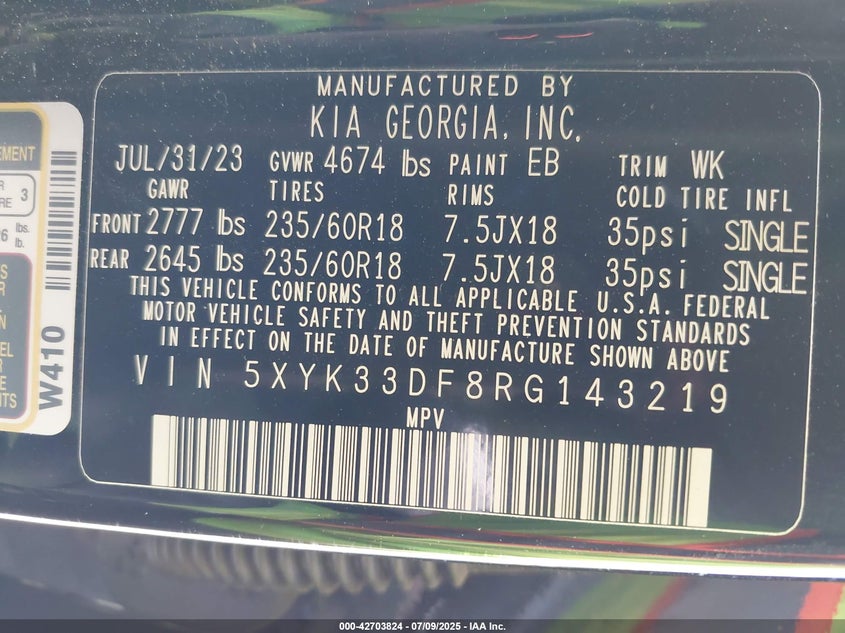 MANUFACTURED BY
KIA GEORGIA, INC.
JUL/31/23 GVWR 4674 lbs PAINT EB TRIM WK
GAWR TIRES RIMS COLD TIRE INFL
FRONT 2777 lbs 235/60R18 7.5JX18 35psi SINGLE
REAR 2645 lbs 235/60R18 7.5JX18 35psi SINGLE
THIS VEHICLE CONFORMS TO ALL APPLICABLE U.S.A. FEDERAL
MOTOR VEHICLE SAFETY AND THEFT PREVENTION STANDARDS
IN EFFECT ON THE DATE OF MANUFACTURE SHOWN ABOVE
VIN 5XYK33DF8RG143219
MPV
W410
3
lbs.
lb.
000-42703824 / 07/09/2025 - IAA Inc.